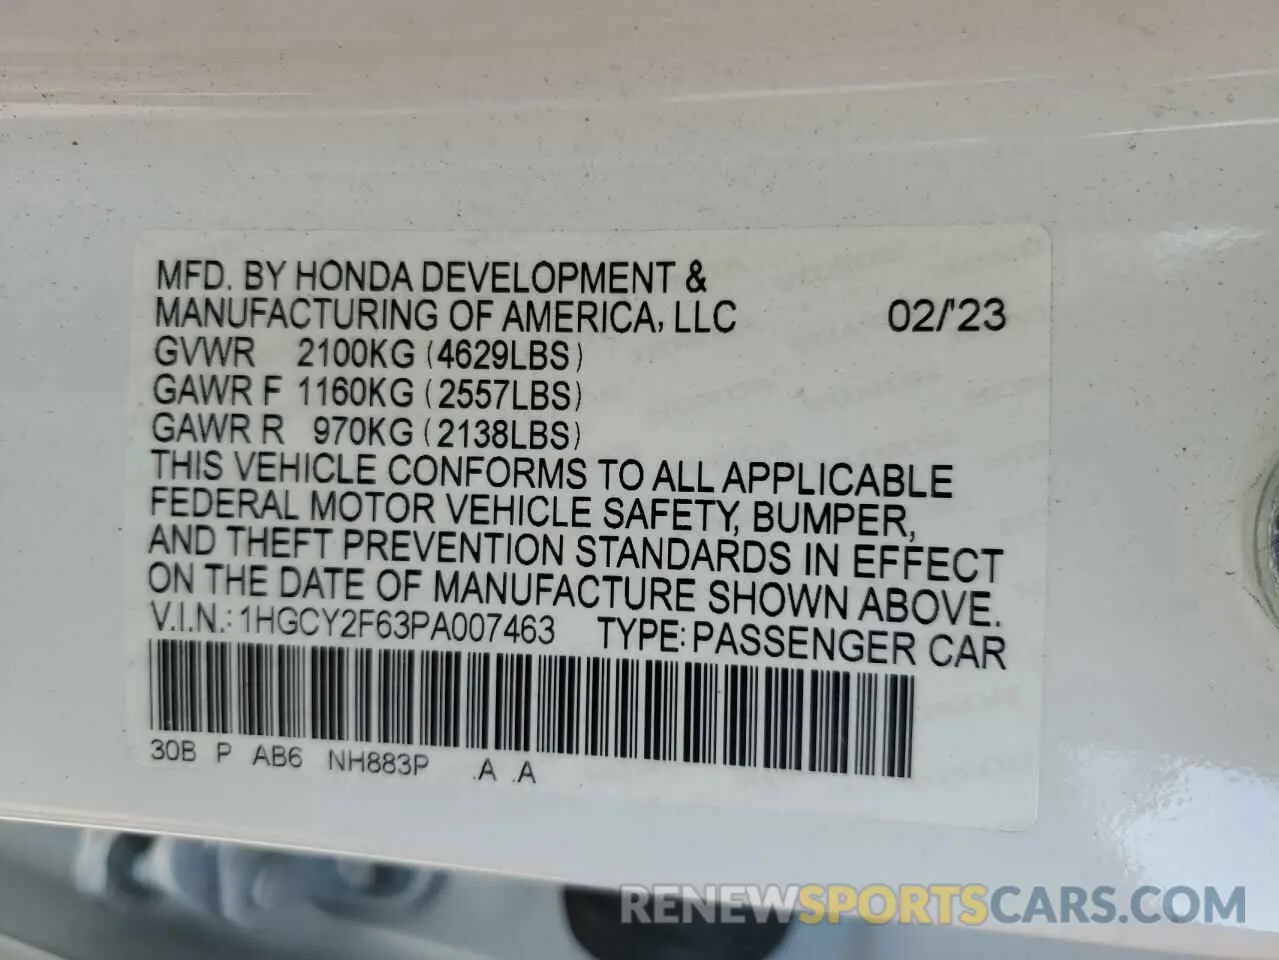 MFD. BY HONDA DEVELOPMENT &
MANUFACTURING OF AMERICA, LLC 02/'23
GVWR 2100KG (4629LBS)
GAWR F 1160KG (2557LBS)
GAWR R 970KG (2138LBS)
THIS VEHICLE CONFORMS TO ALL APPLICABLE
FEDERAL MOTOR VEHICLE SAFETY, BUMPER,
AND THEFT PREVENTION STANDARDS IN EFFECT
ON THE DATE OF MANUFACTURE SHOWN ABOVE.
V.I.N.: 1HGCY2F63PA007463 TYPE: PASSENGER CAR
30B P AB6 NH883P .A .A
RENEWSPORTSCARS.COM